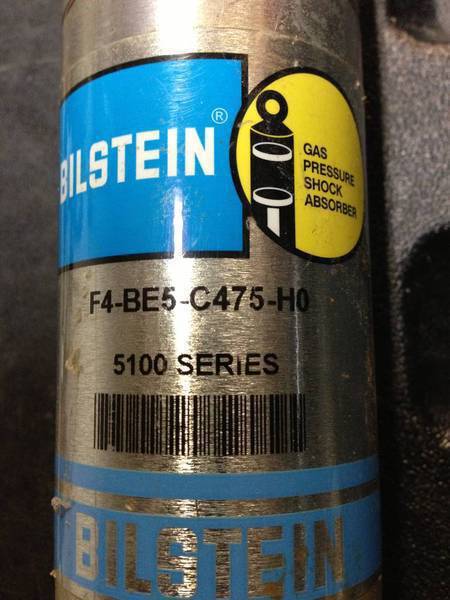 BILSTEIN®
GAS
PRESSURE
SHOCK
ABSORBER
F4-BE5-C475-H0
5100 SERIES
BILSTEIN